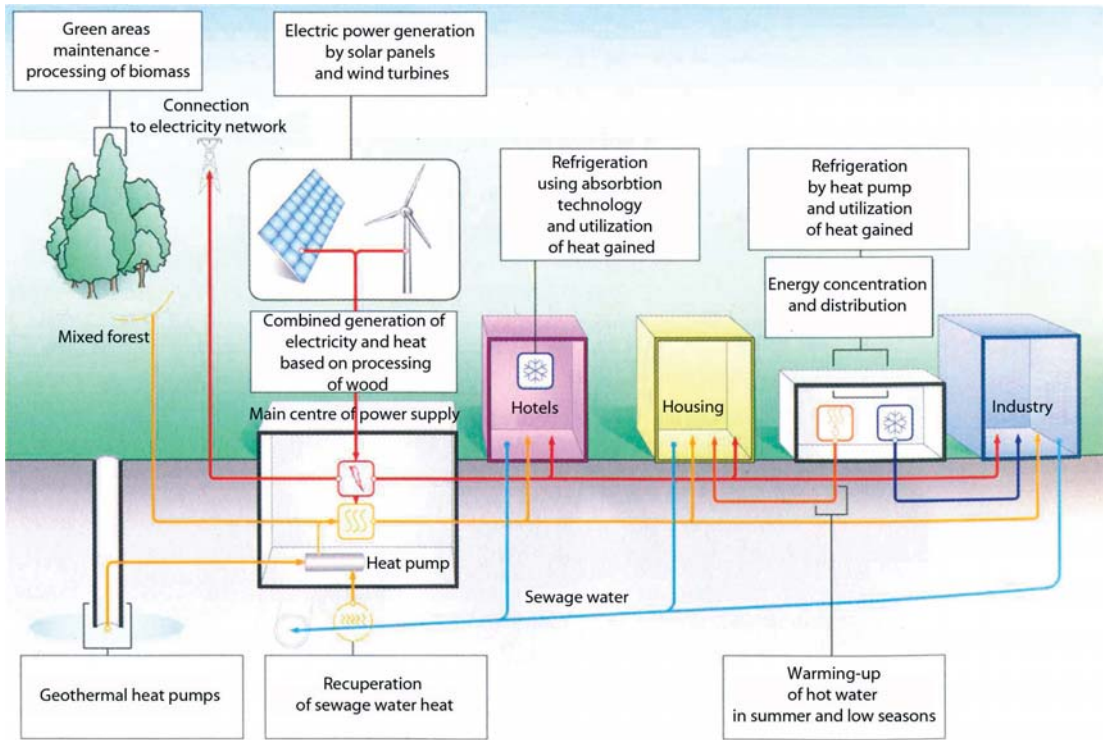 Green areas
maintenance -
processing of biomass
Electric power generation
by solar panels
and wind turbines
Connection
to electricity network
Refrigeration
using absorbtion
technology
and utilization
of heat gained
Refrigeration
by heat pump
and utilization
of heat gained
Energy concentration
and distribution
Mixed forest
Combined generation of
electricity and heat
based on processing
of wood
Main centre of power supply
Hotels
Housing
Industry
Heat pump
Sewage water
Geothermal heat pumps
Recuperation
of sewage water heat
Warming-up
of hot water
in summer and low seasons